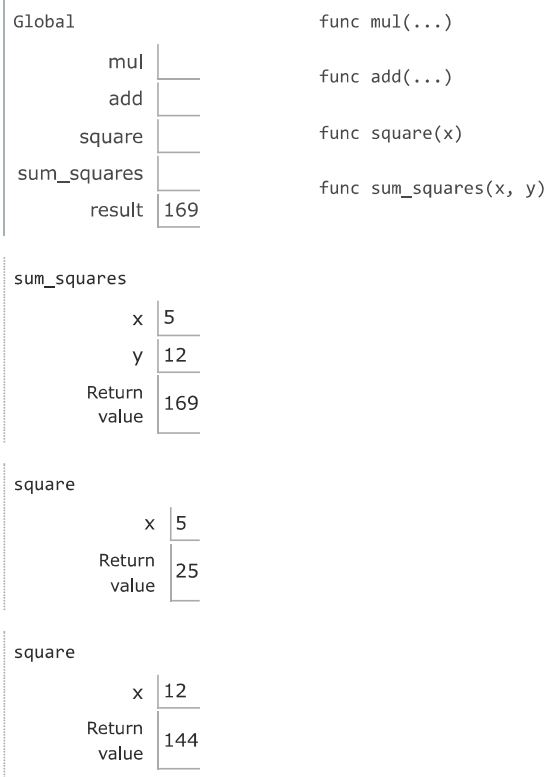 Global
mul
add
square
sum_squares
result 169
func mul(...)
func add(...)
func square(x)
func sum_squares(x, y)
sum_squares
x 5
y 12
Return
value 169
square
x 5
Return
value 25
square
x 12
Return
value 144